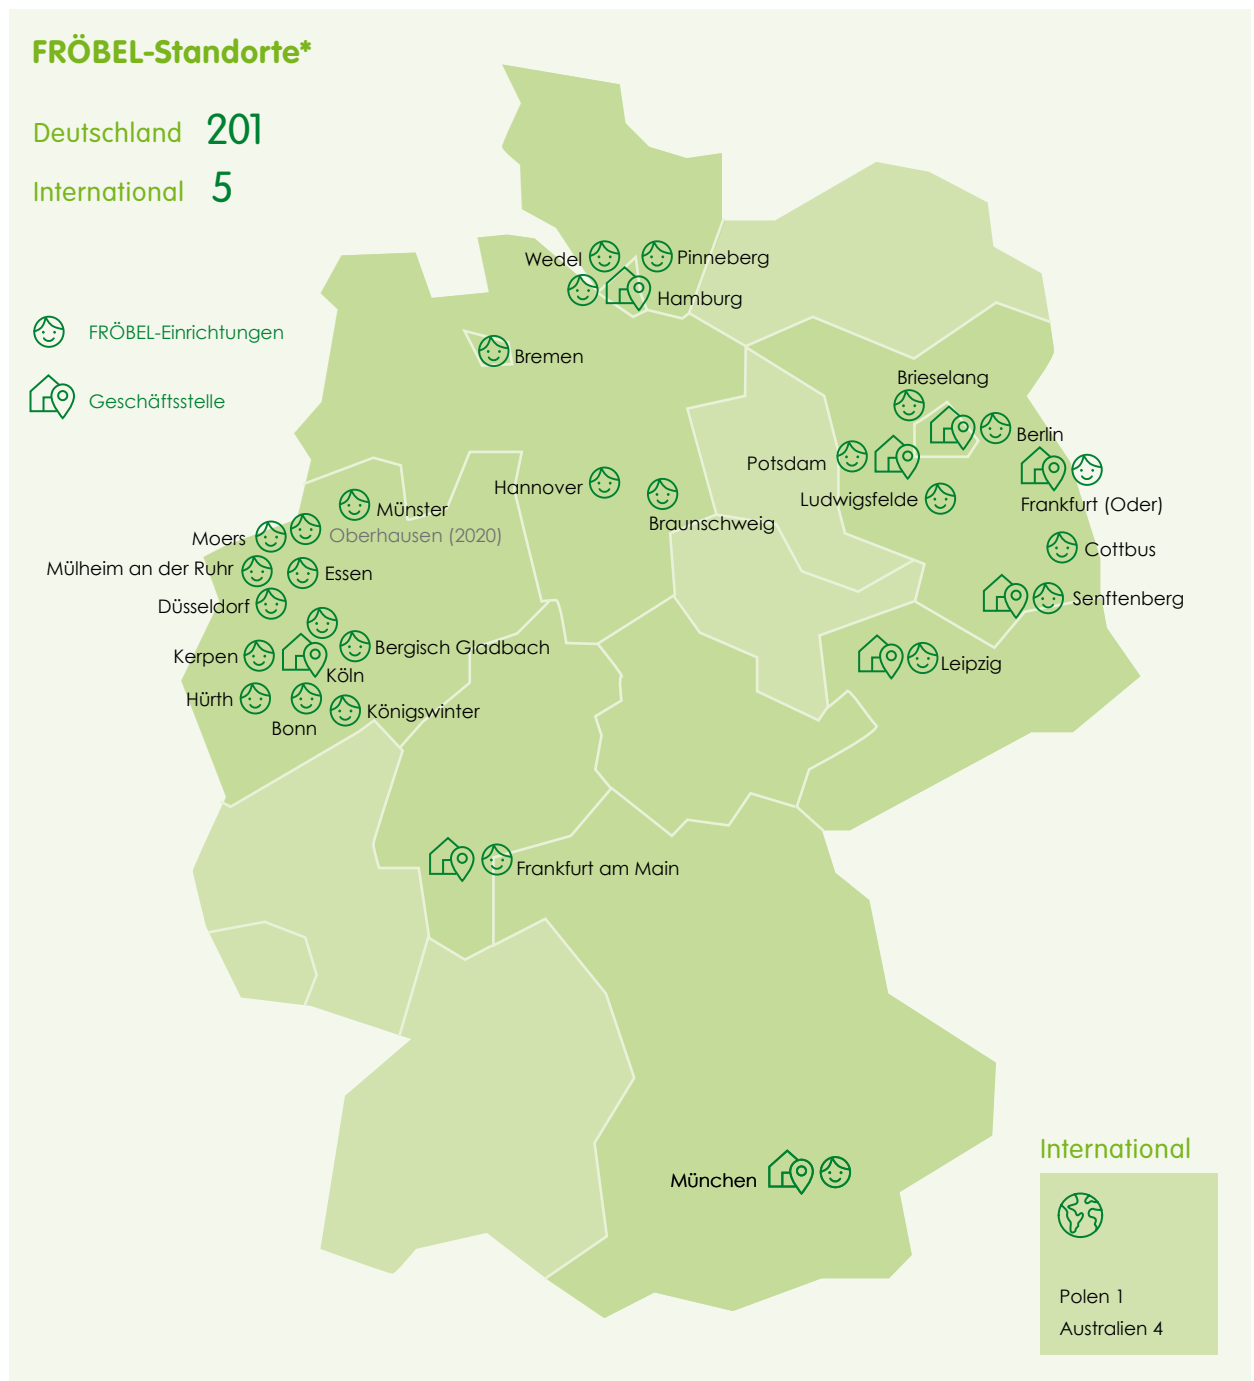 FRÖBEL-Standorte*
Deutschland 201
International 5
FRÖBEL-Einrichtungen
Geschäftsstelle
Wedel
Pinneberg
Hamburg
Bremen
Brieselang
Berlin
Potsdam
Ludwigsfelde
Frankfurt (Oder)
Hannover
Braunschweig
Münster
Oberhausen (2020)
Moers
Cottbus
Mülheim an der Ruhr
Essen
Düsseldorf
Senftenberg
Bergisch Gladbach
Kerpen
Köln
Leipzig
Hürth
Königswinter
Bonn
Frankfurt am Main
München
International
Polen 1
Australien 4